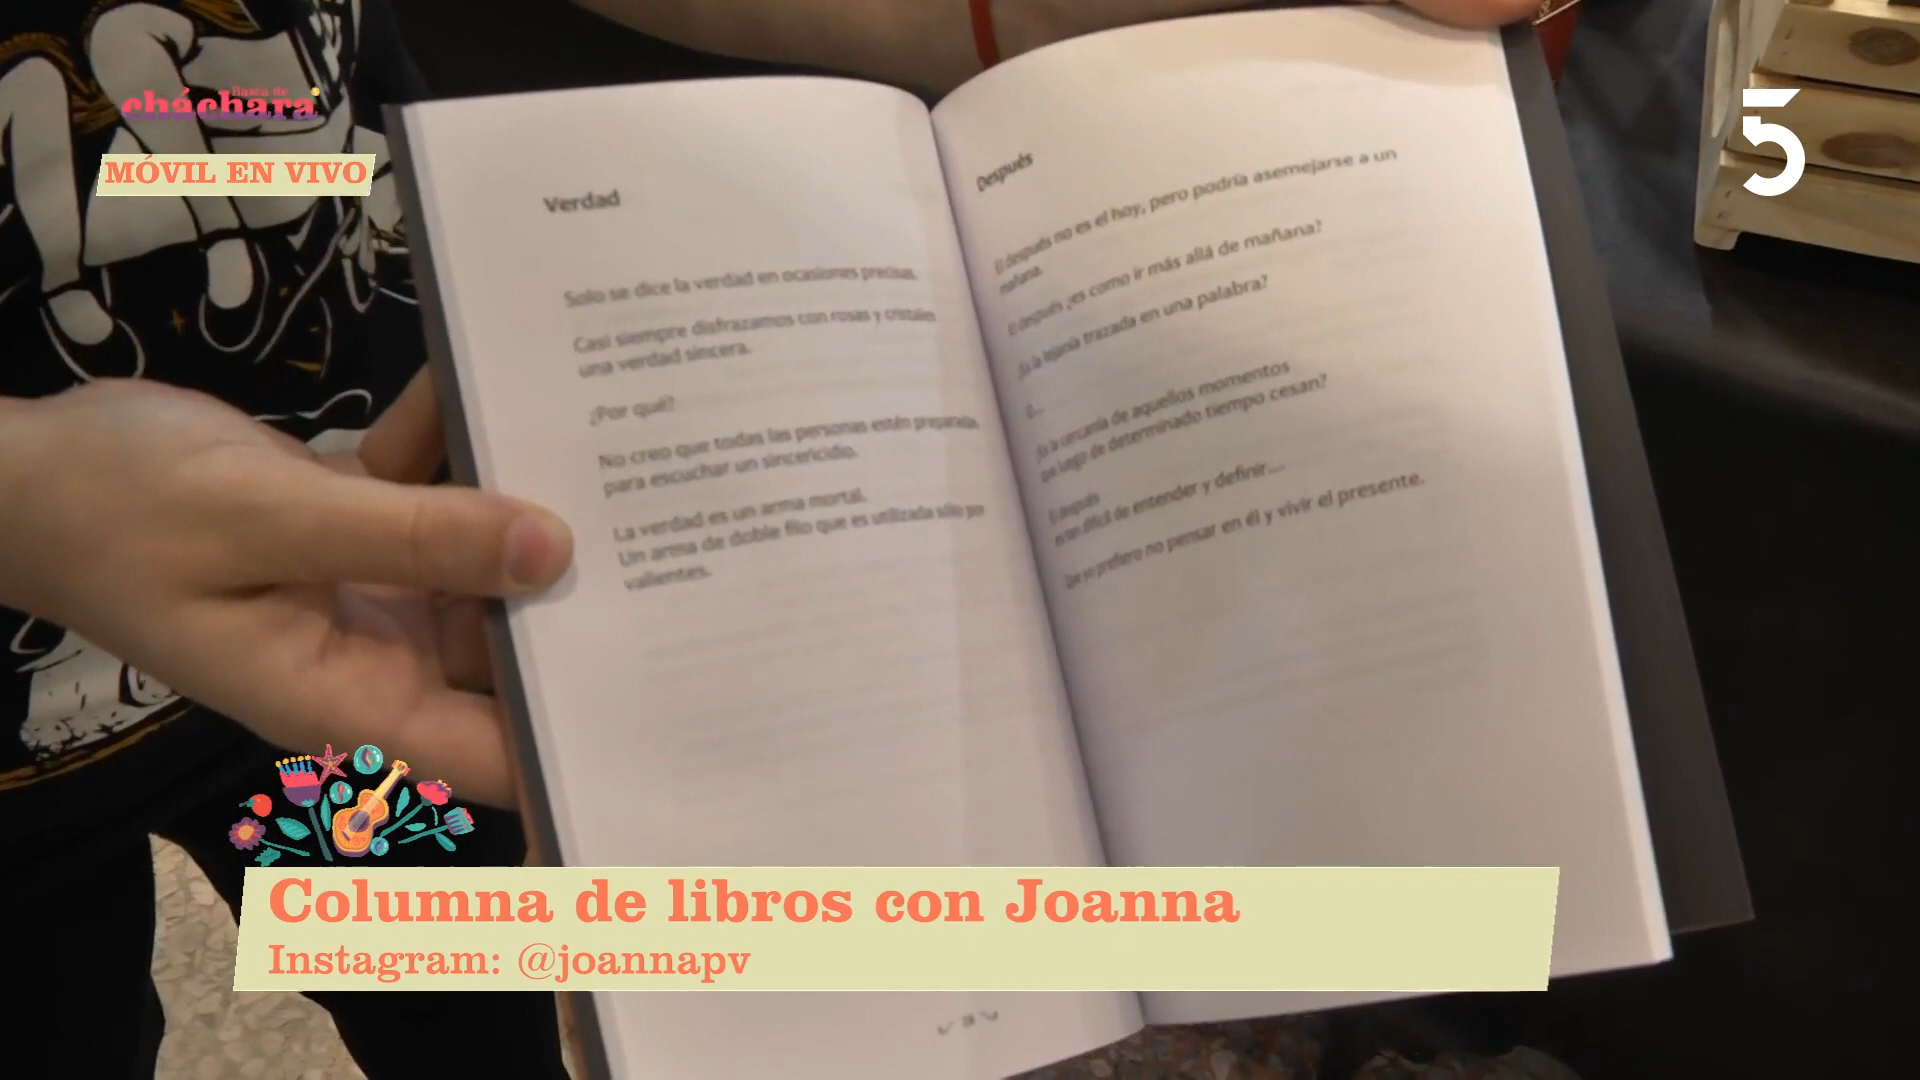 Basta de
cháchara
MÓVIL EN VIVO
5
Verdad
Solo se dice la verdad en ocasiones precisas.
Casi siempre disfrazamos con rosas y cristales
una verdad sincera.
¿Por qué?
No creo que todas las personas estén preparadas
para escuchar un sincericidio.
La verdad es un arma mortal.
Un arma de doble filo que es utilizada sólo por
valientes.
Después
El después no es el hoy, pero podría asemejarse a un
mañana.
El después ¿es como ir más allá de mañana?
¿Es la lejanía trazada en una palabra?
O...
¿Es la cercanía de aquellos momentos
que luego de determinado tiempo cesan?
El después
es tan difícil de entender y definir...
Que yo prefiero no pensar en él y vivir el presente.
Columna de libros con Joanna
Instagram: @joannapv